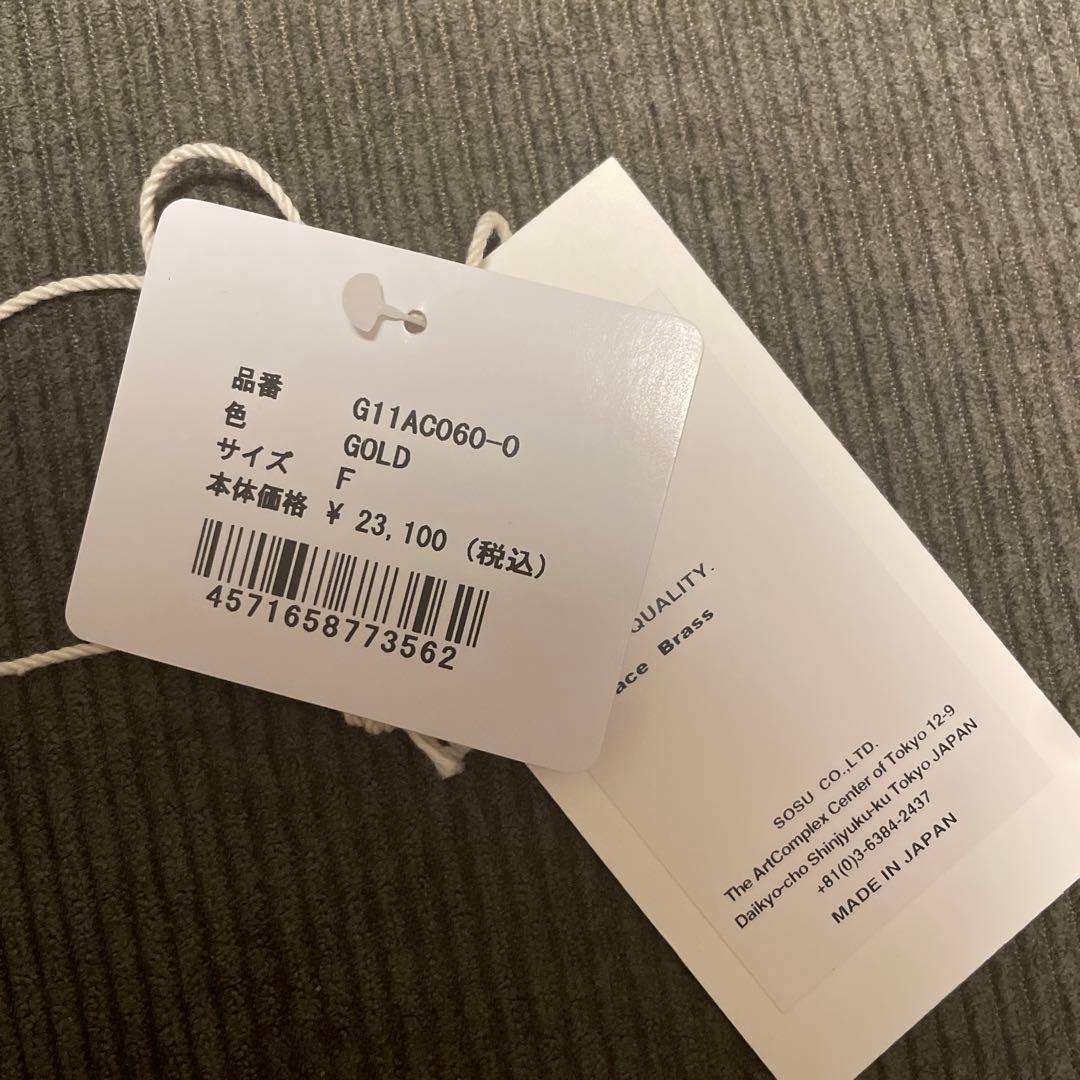 品番 G11AC060-0
色 GOLD
サイズ F
本体価格 ¥ 23,100 (税込)
4571658773562
QUALITY.
Brass
SOSU CO.,LTD.
The ArtComplex Center of Tokyo 12-9
Daikyo-cho Shinjyuku-ku Tokyo JAPAN
+81(0)3-6384-2437
MADE IN JAPAN